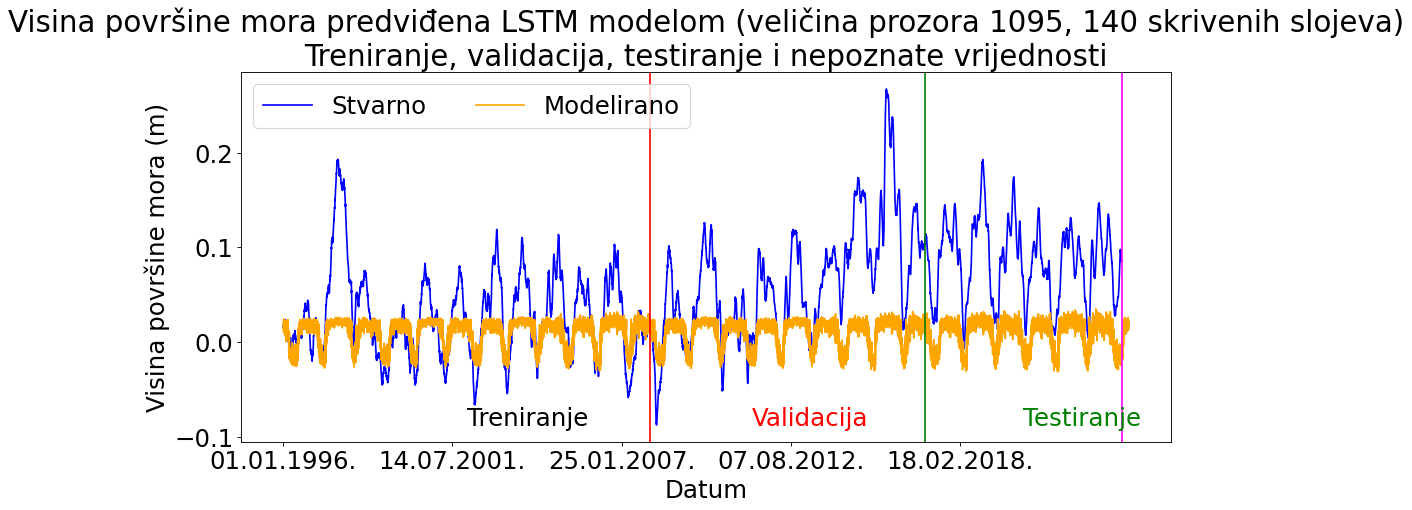 Visina površine mora predviđena LSTM modelom (veličina prozora 1095, 140 skrivenih slojeva)
Treniranje, validacija, testiranje i nepoznate vrijednosti
Stvarno
Modelirano
Visina površine mora (m)
0.2
0.1
0.0
−0.1
Treniranje
Validacija
Testiranje
01.01.1996.
14.07.2001.
25.01.2007.
07.08.2012.
18.02.2018.
Datum